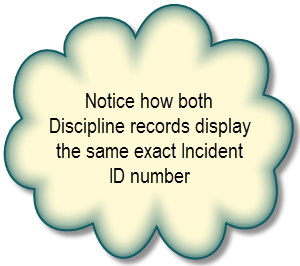 Notice how both
Discipline records display
the same exact Incident
ID number